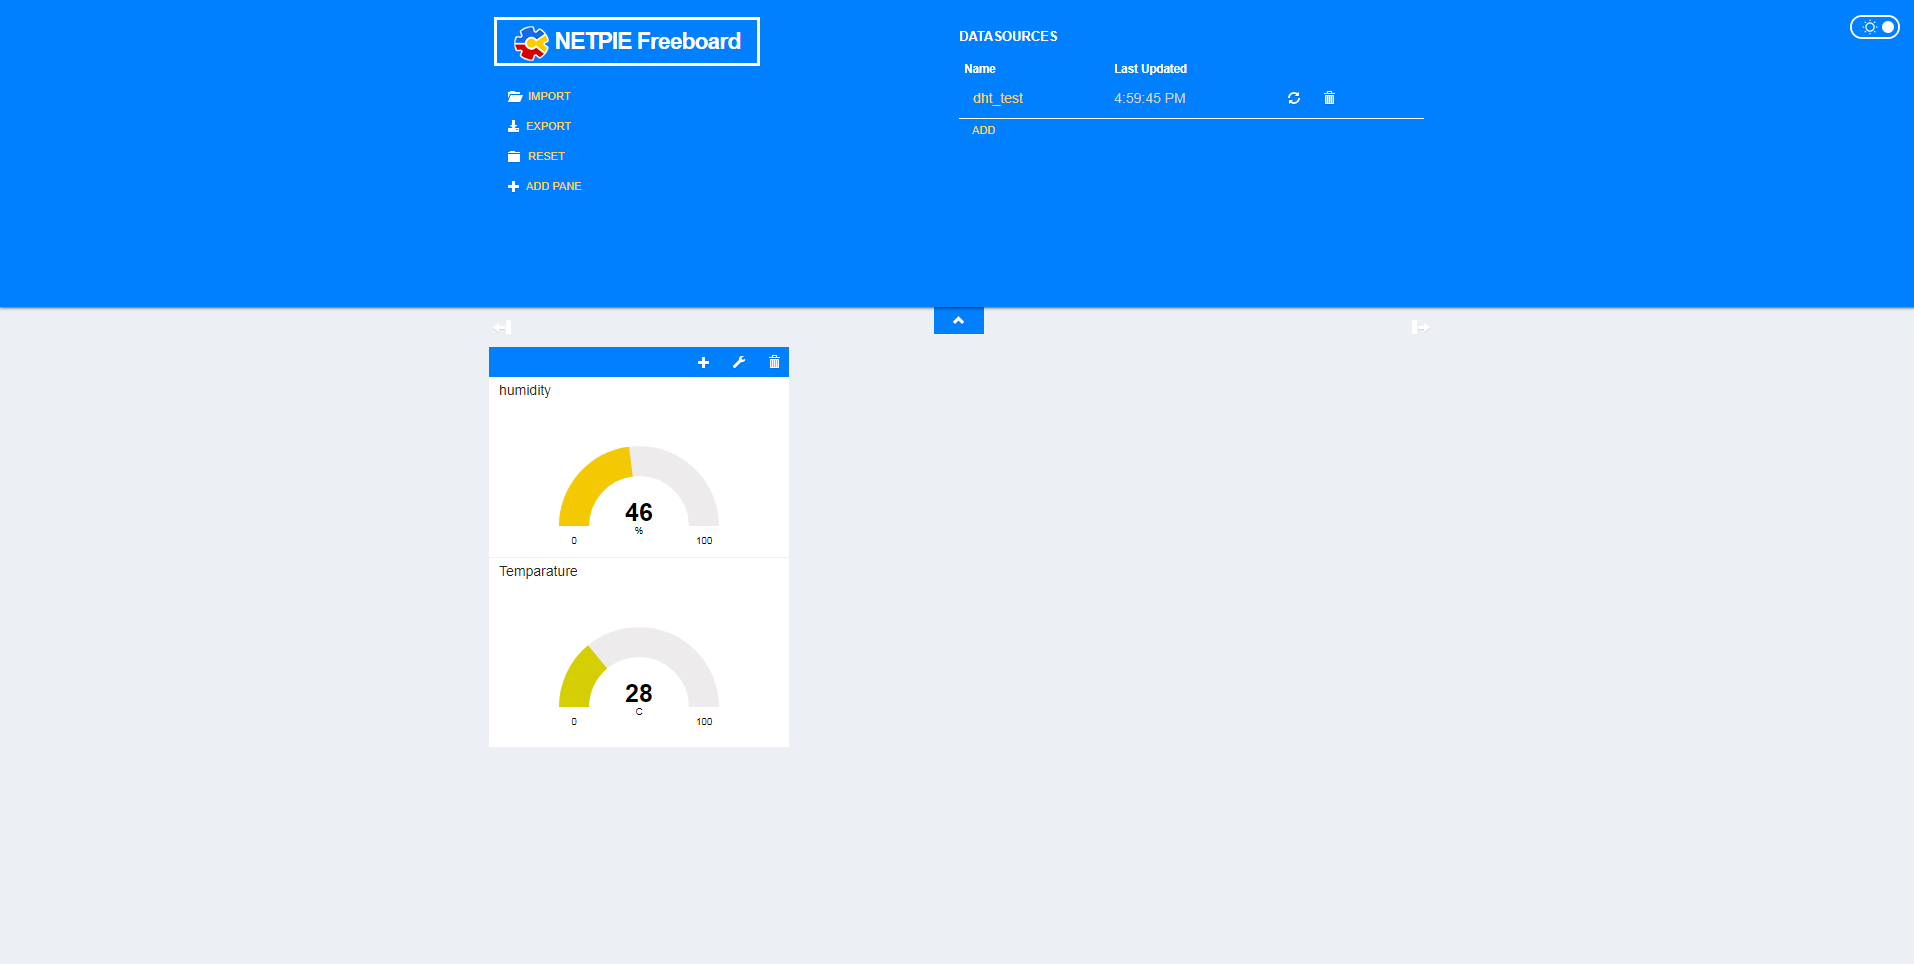 NETPIE Freeboard
IMPORT
EXPORT
RESET
ADD PANE
DATASOURCES
Name Last Updated
dht_test 4:59:45 PM
ADD
humidity
46
%
0 100
Temparature
28
C
0 100